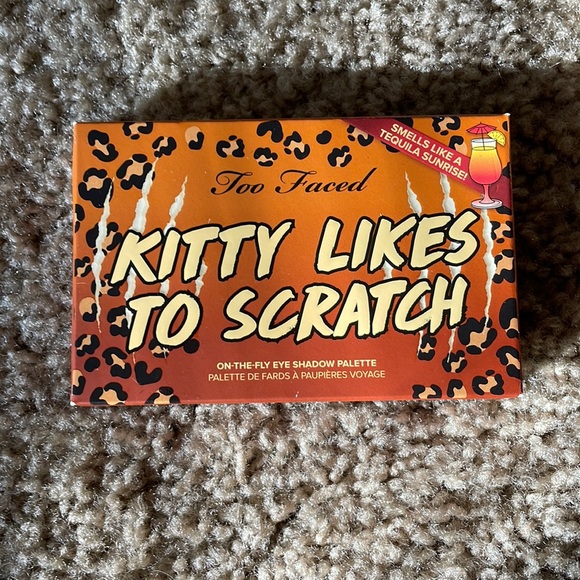 SMELLS LIKE A
TEQUILA SUNRISE!
Too Faced
KITTY LIKES
TO SCRATCH
ON-THE-FLY EYE SHADOW PALETTE
PALETTE DE FARDS À PAUPIÈRES VOYAGE